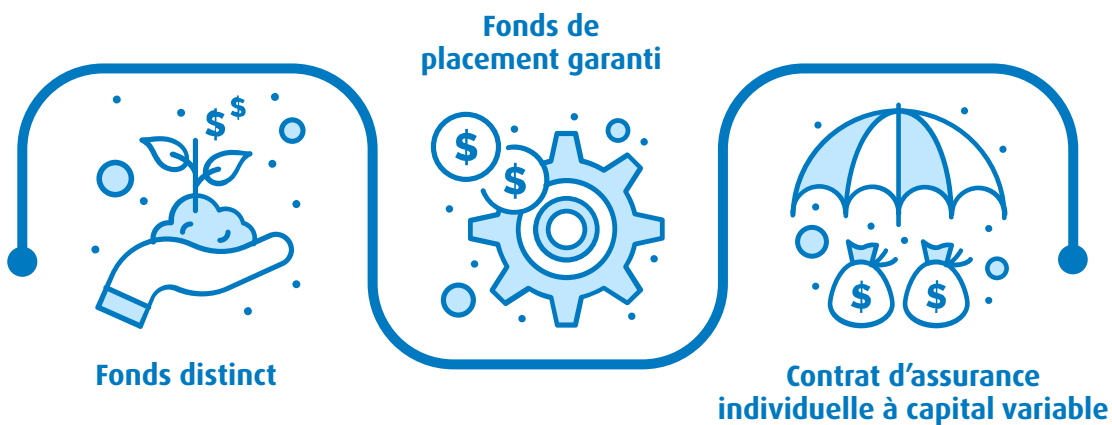 Fonds de
placement garanti
$ $
$
$
$ $
Fonds distinct
Contrat d'assurance
individuelle à capital variable